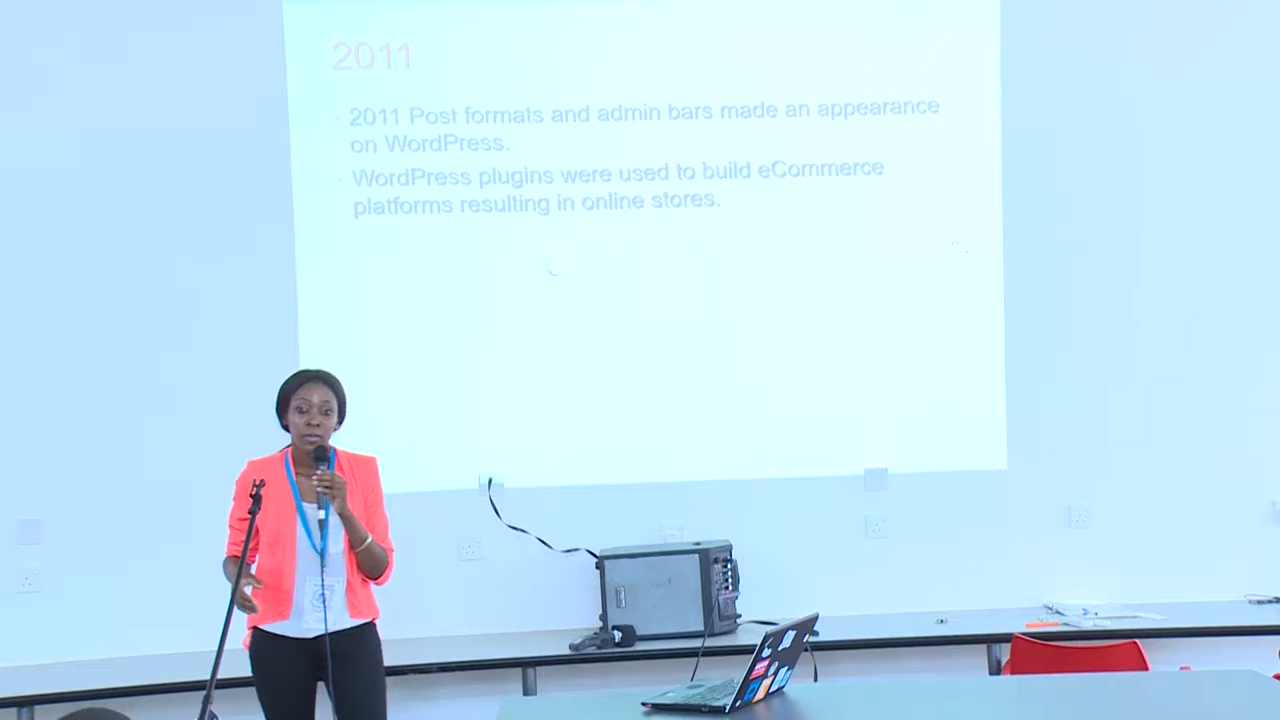 2011
2011 Post formats and admin bars made an appearance
on WordPress.
WordPress plugins were used to build eCommerce
platforms resulting in online stores.